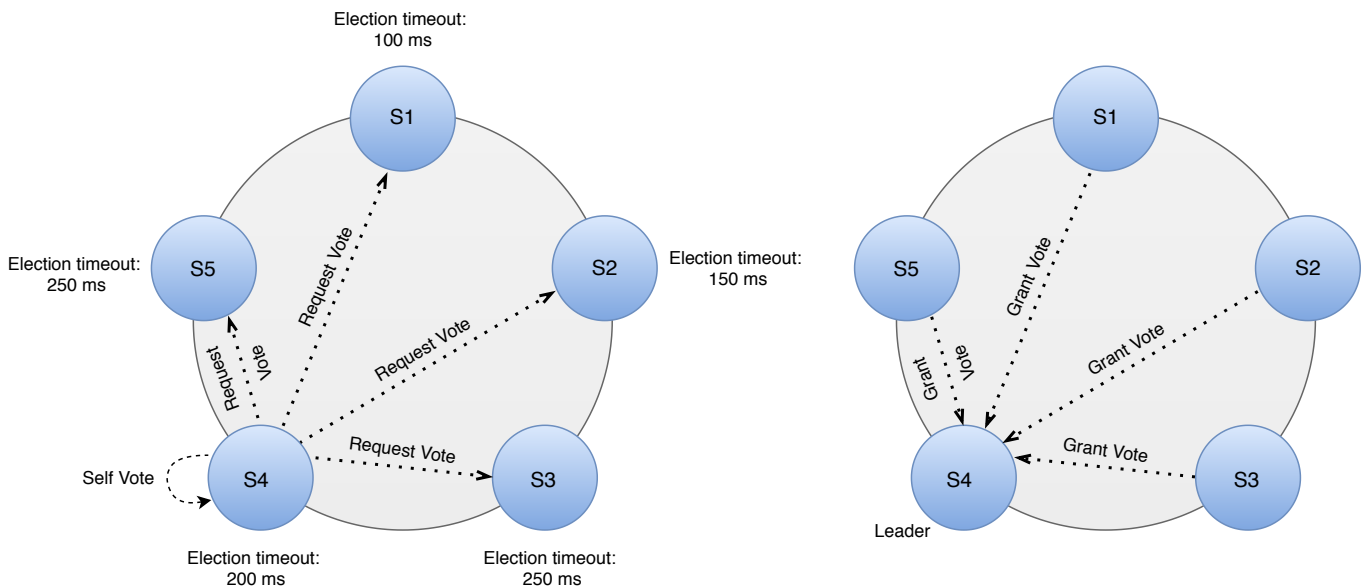 Election timeout:
100 ms
S1
Request Vote
S5
Election timeout:
250 ms
S2
Election timeout:
150 ms
Request Vote
Request
Vote
Request Vote
Self Vote
S4
S3
Election timeout:
200 ms
Election timeout:
250 ms
S1
Grant Vote
S5
S2
Grant Vote
Grant
Vote
Grant Vote
S4
S3
Leader